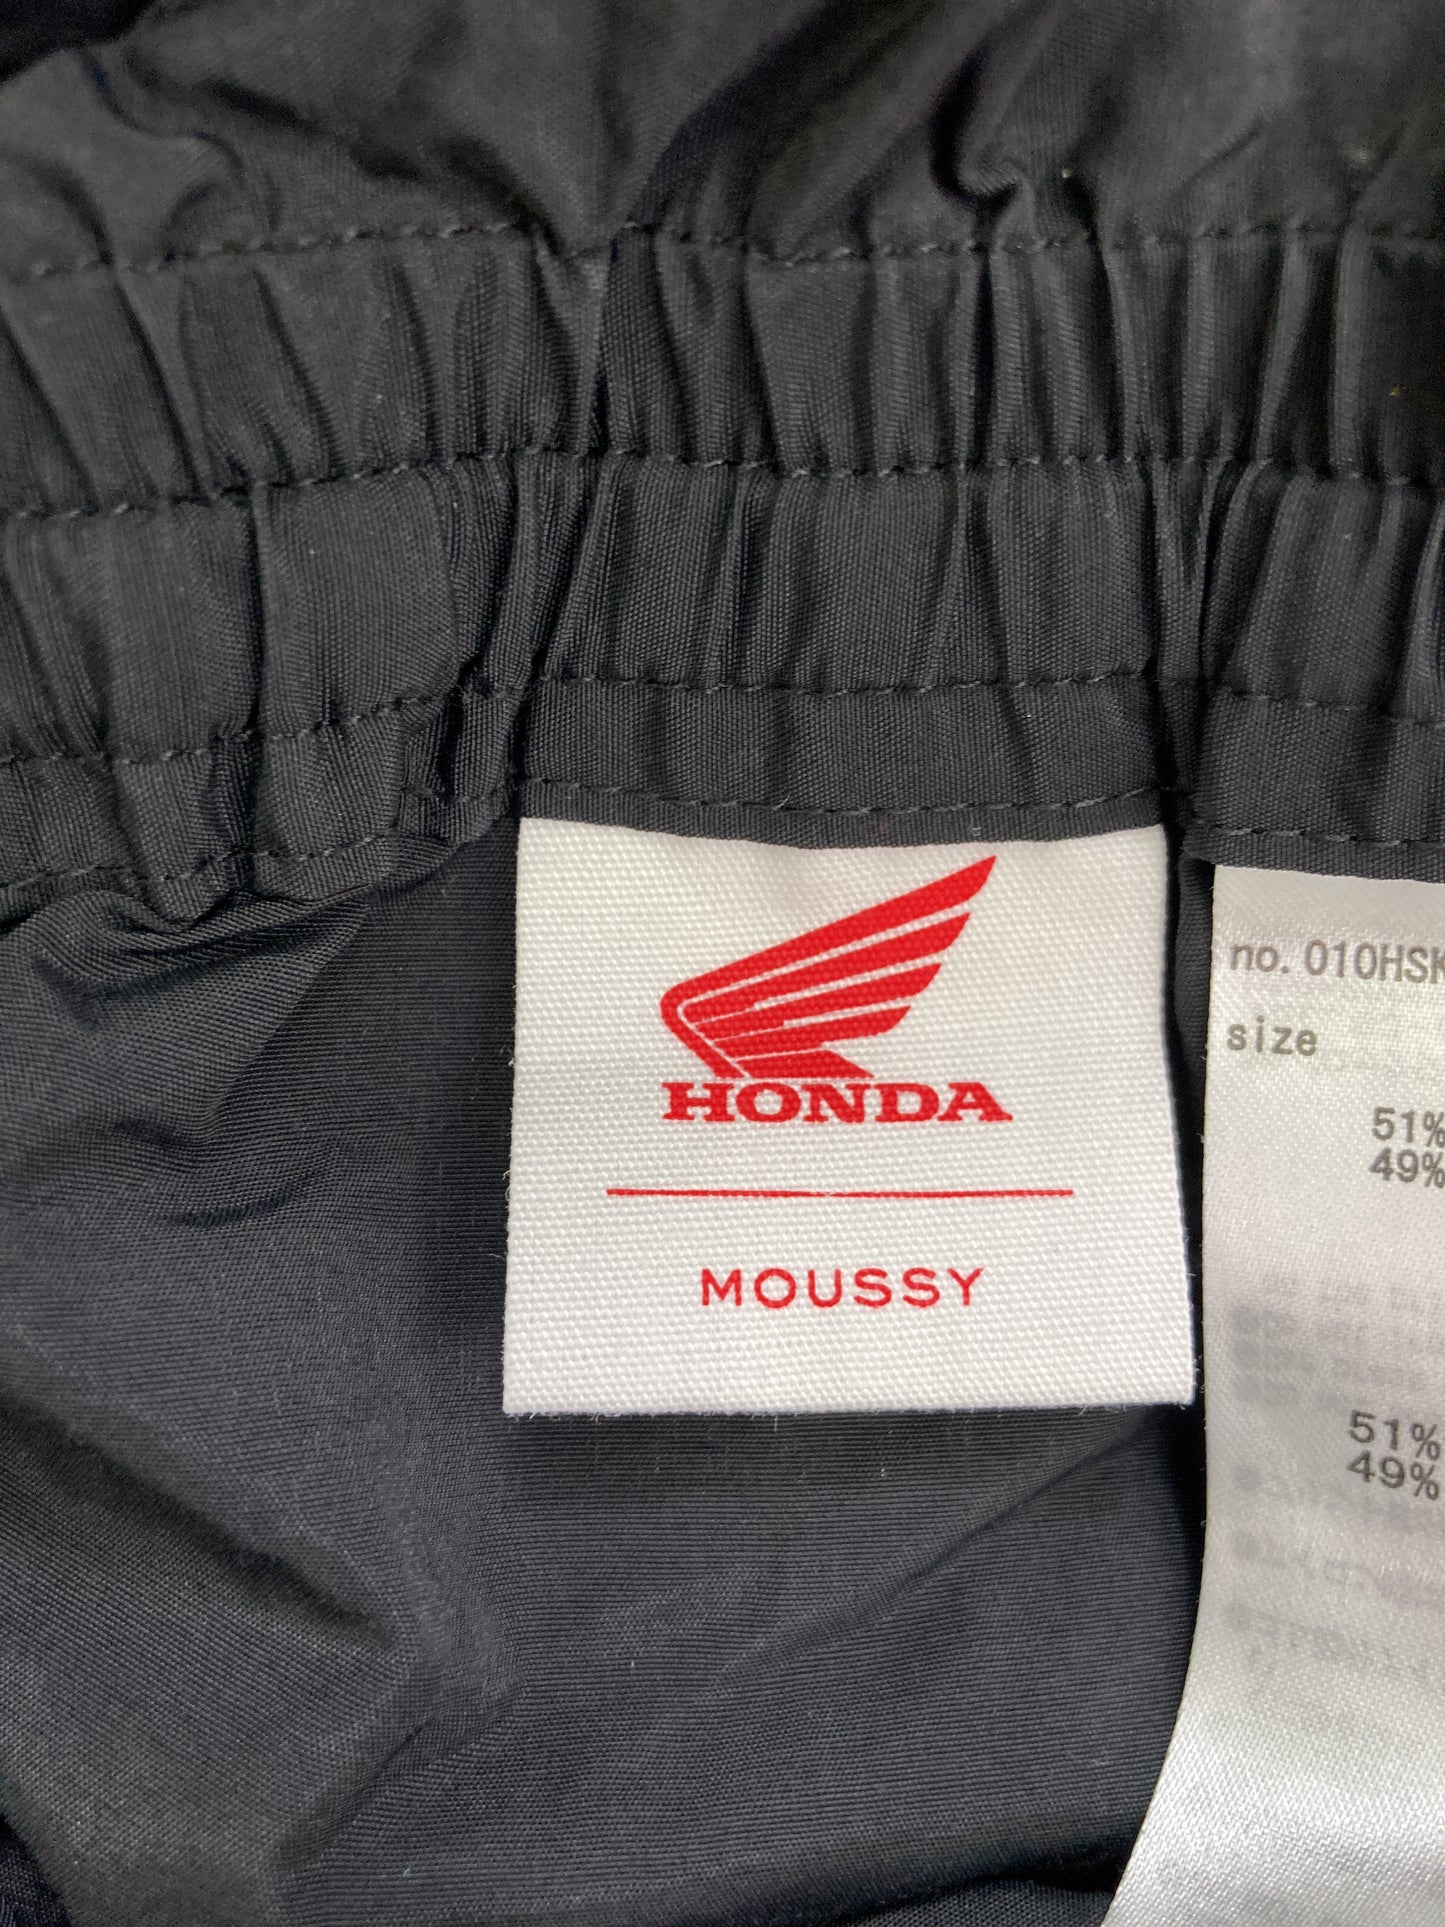 HONDA
MOUSSY
no. 010HSK
size
51%
49%
51%
49%